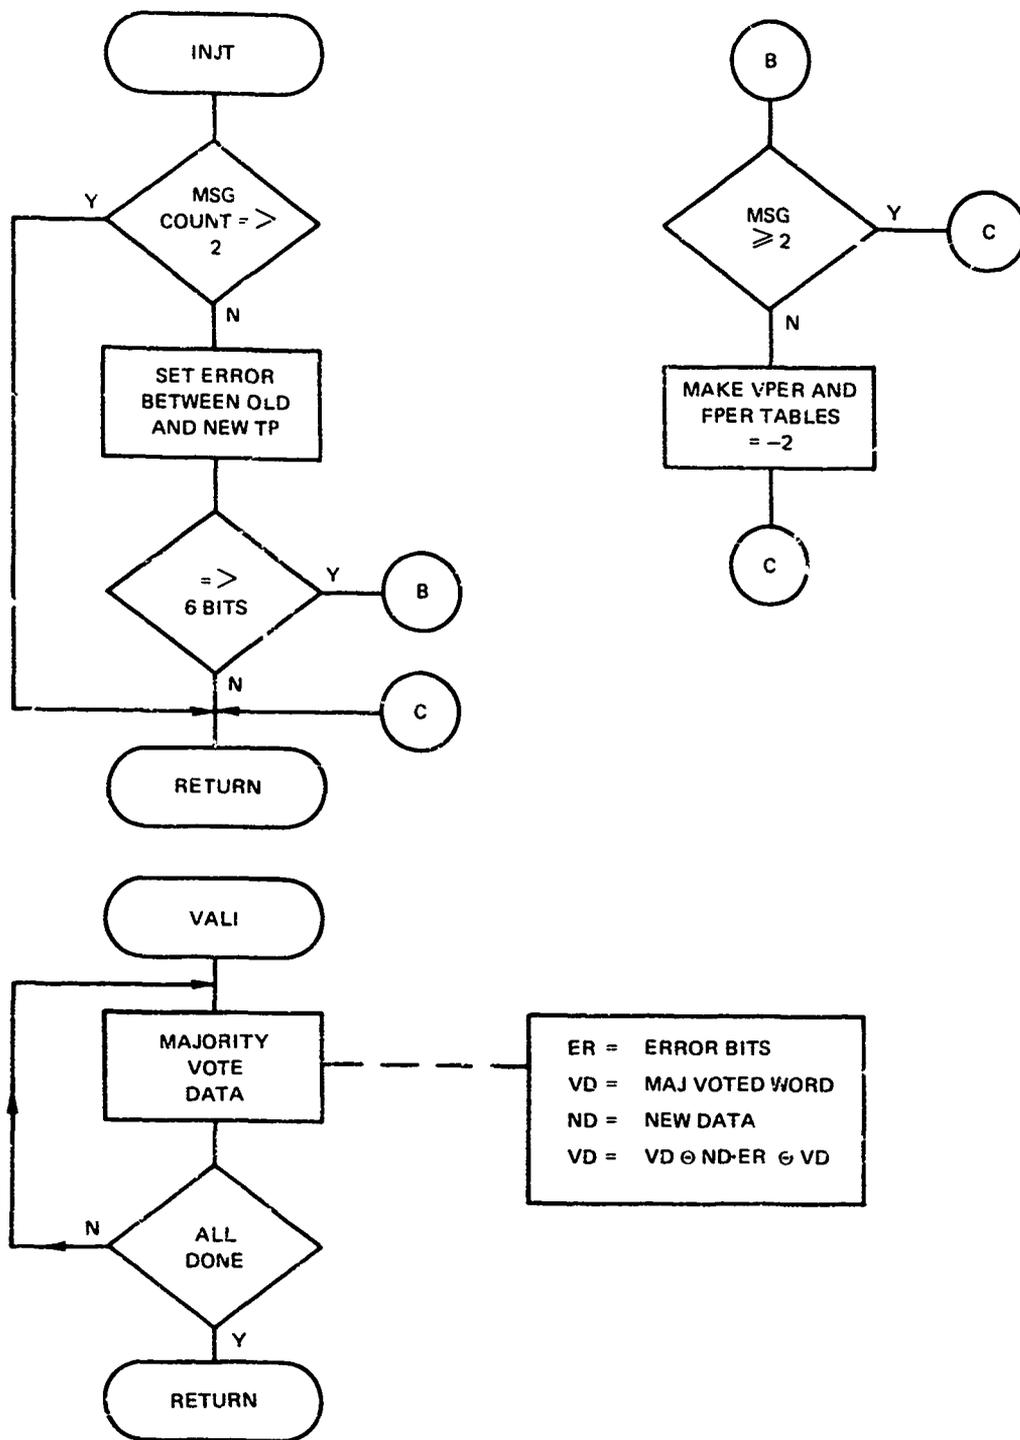 INJT
MSG
COUNT = >
2
Y
N
SET ERROR
BETWEEN OLD
AND NEW TP
= >
6 BITS
Y
B
N
C
RETURN
B
MSG
⩾ 2
Y
C
N
MAKE VPER AND
FPER TABLES
= −2
C
VALI
MAJORITY
VOTE
DATA
ALL
DONE
N
Y
RETURN
ER = ERROR BITS
VD = MAJ VOTED WORD
ND = NEW DATA
VD = VD ⊖ ND·ER ⊖ VD